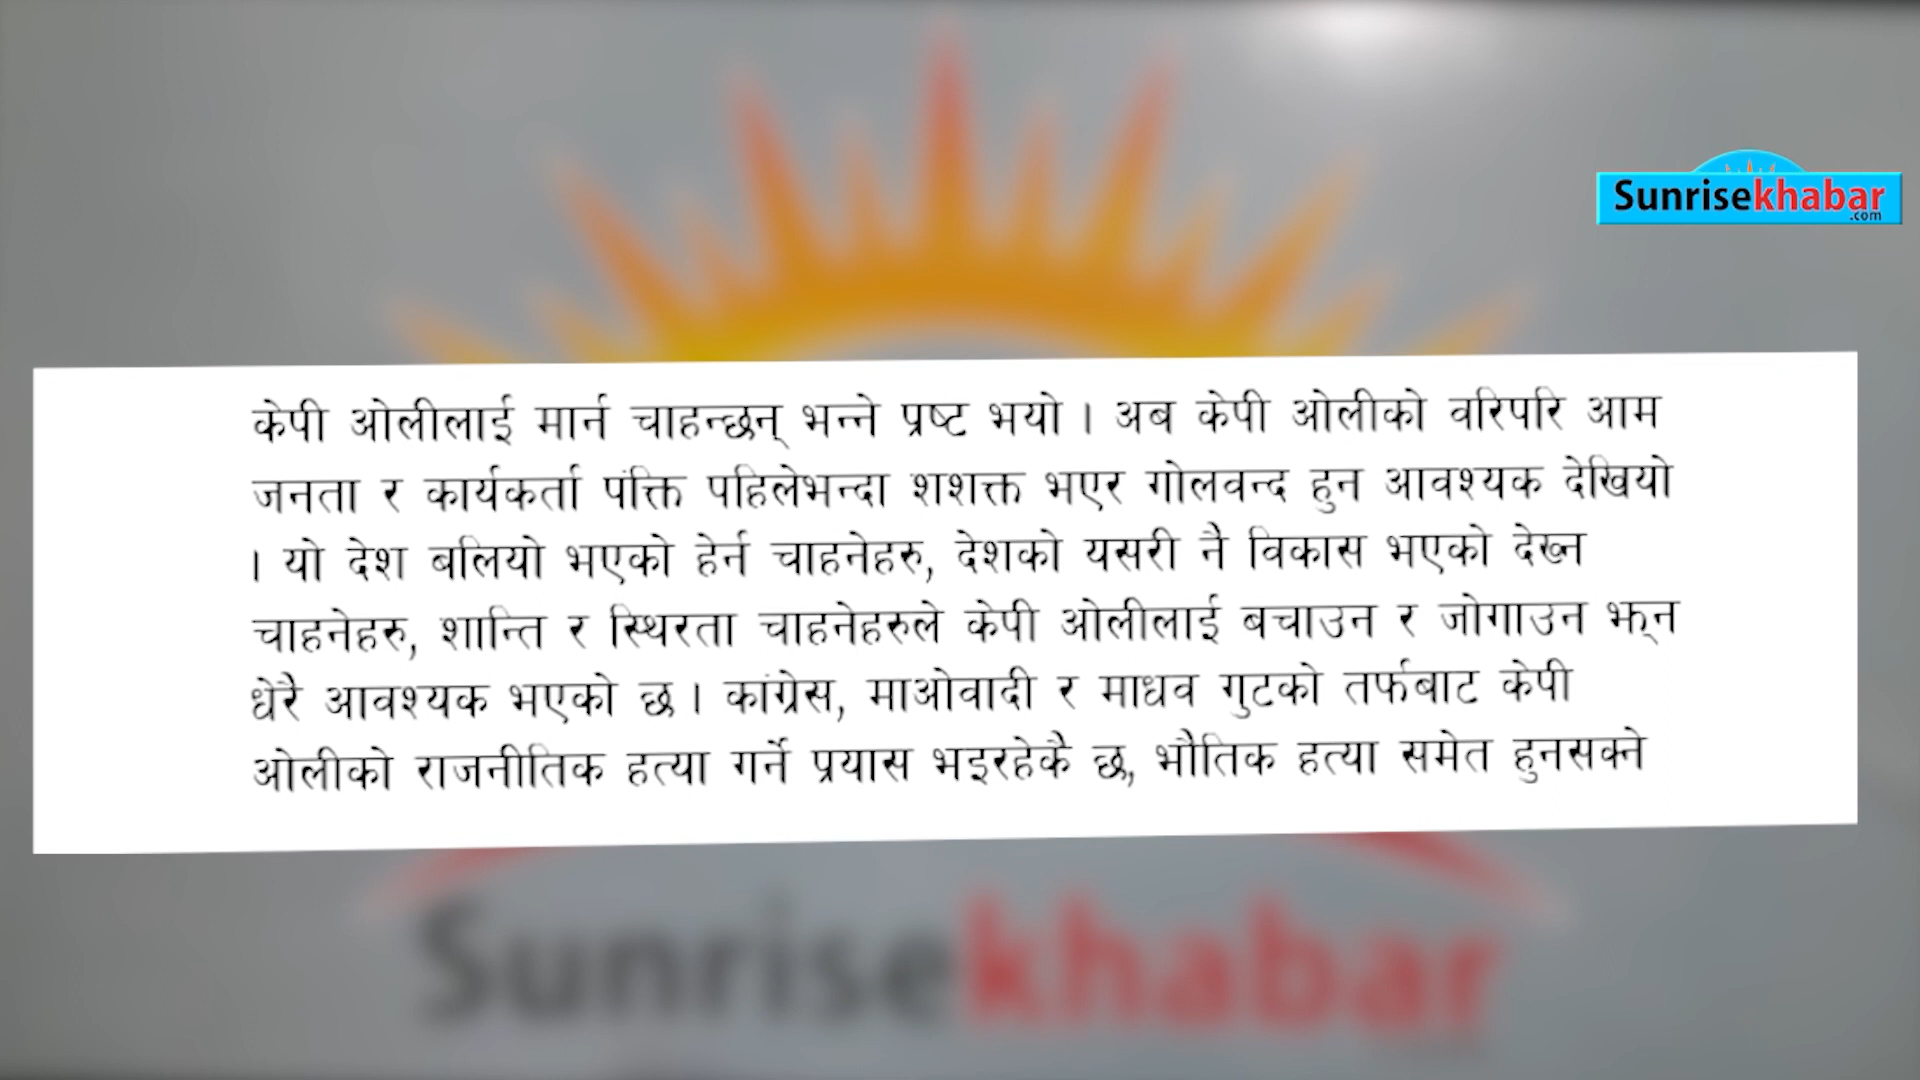 Sunrisekhabar
.com
केपी ओलीलाई मार्न चाहन्छन् भन्ने प्रष्ट भयो । अब केपी ओलीको वरिपरि आम
जनता र कार्यकर्ता पंक्ति पहिलेभन्दा शशक्त भएर गोलवन्द हुन आवश्यक देखियो
। यो देश बलियो भएको हेर्न चाहनेहरु, देशको यसरी नै विकास भएको देख्न
चाहनेहरु, शान्ति र स्थिरता चाहनेहरुले केपी ओलीलाई बचाउन र जोगाउन झ्न
धेरै आवश्यक भएको छ । कांग्रेस, माओवादी र माधव गुटको तर्फबाट केपी
ओलीको राजनीतिक हत्या गर्ने प्रयास भइरहेकै छ, भौतिक हत्या समेत हुनसक्ने
Sunrisekhabar